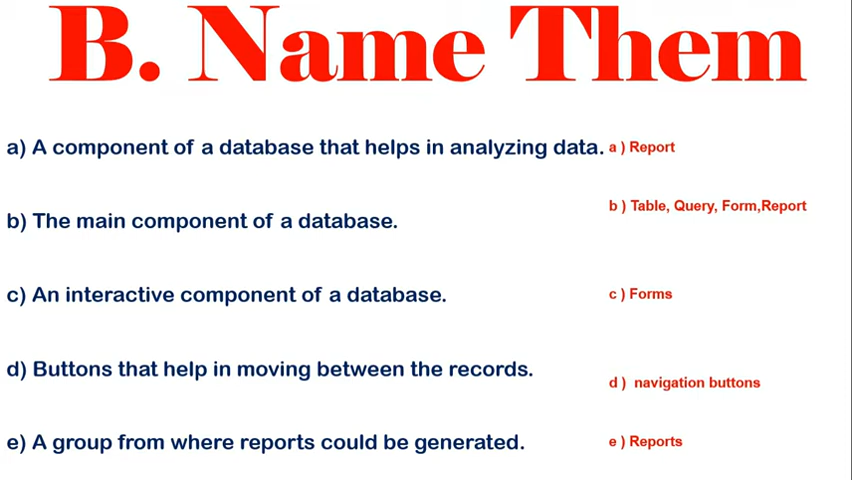 B. Name Them
a) A component of a database that helps in analyzing data. a ) Report
b ) Table, Query, Form,Report
b) The main component of a database.
c) An interactive component of a database. c ) Forms
d) Buttons that help in moving between the records.
d ) navigation buttons
e) A group from where reports could be generated. e ) Reports